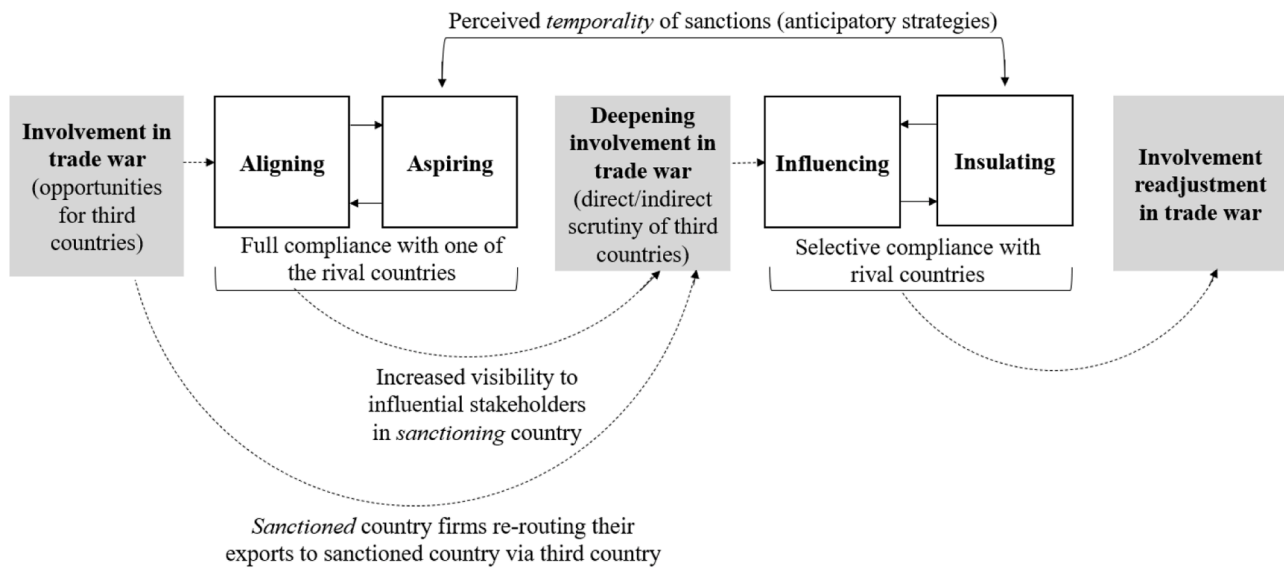 Perceived temporality of sanctions (anticipatory strategies)
Involvement in
trade war
(opportunities
for third
countries)
Aligning
Aspiring
Full compliance with one of
the rival countries
Deepening
involvement in
trade war
(direct/indirect
scrutiny of third
countries)
Influencing
Insulating
Selective compliance with
rival countries
Involvement
readjustment
in trade war
Increased visibility to
influential stakeholders
in sanctioning country
Sanctioned country firms re-routing their
exports to sanctioned country via third country